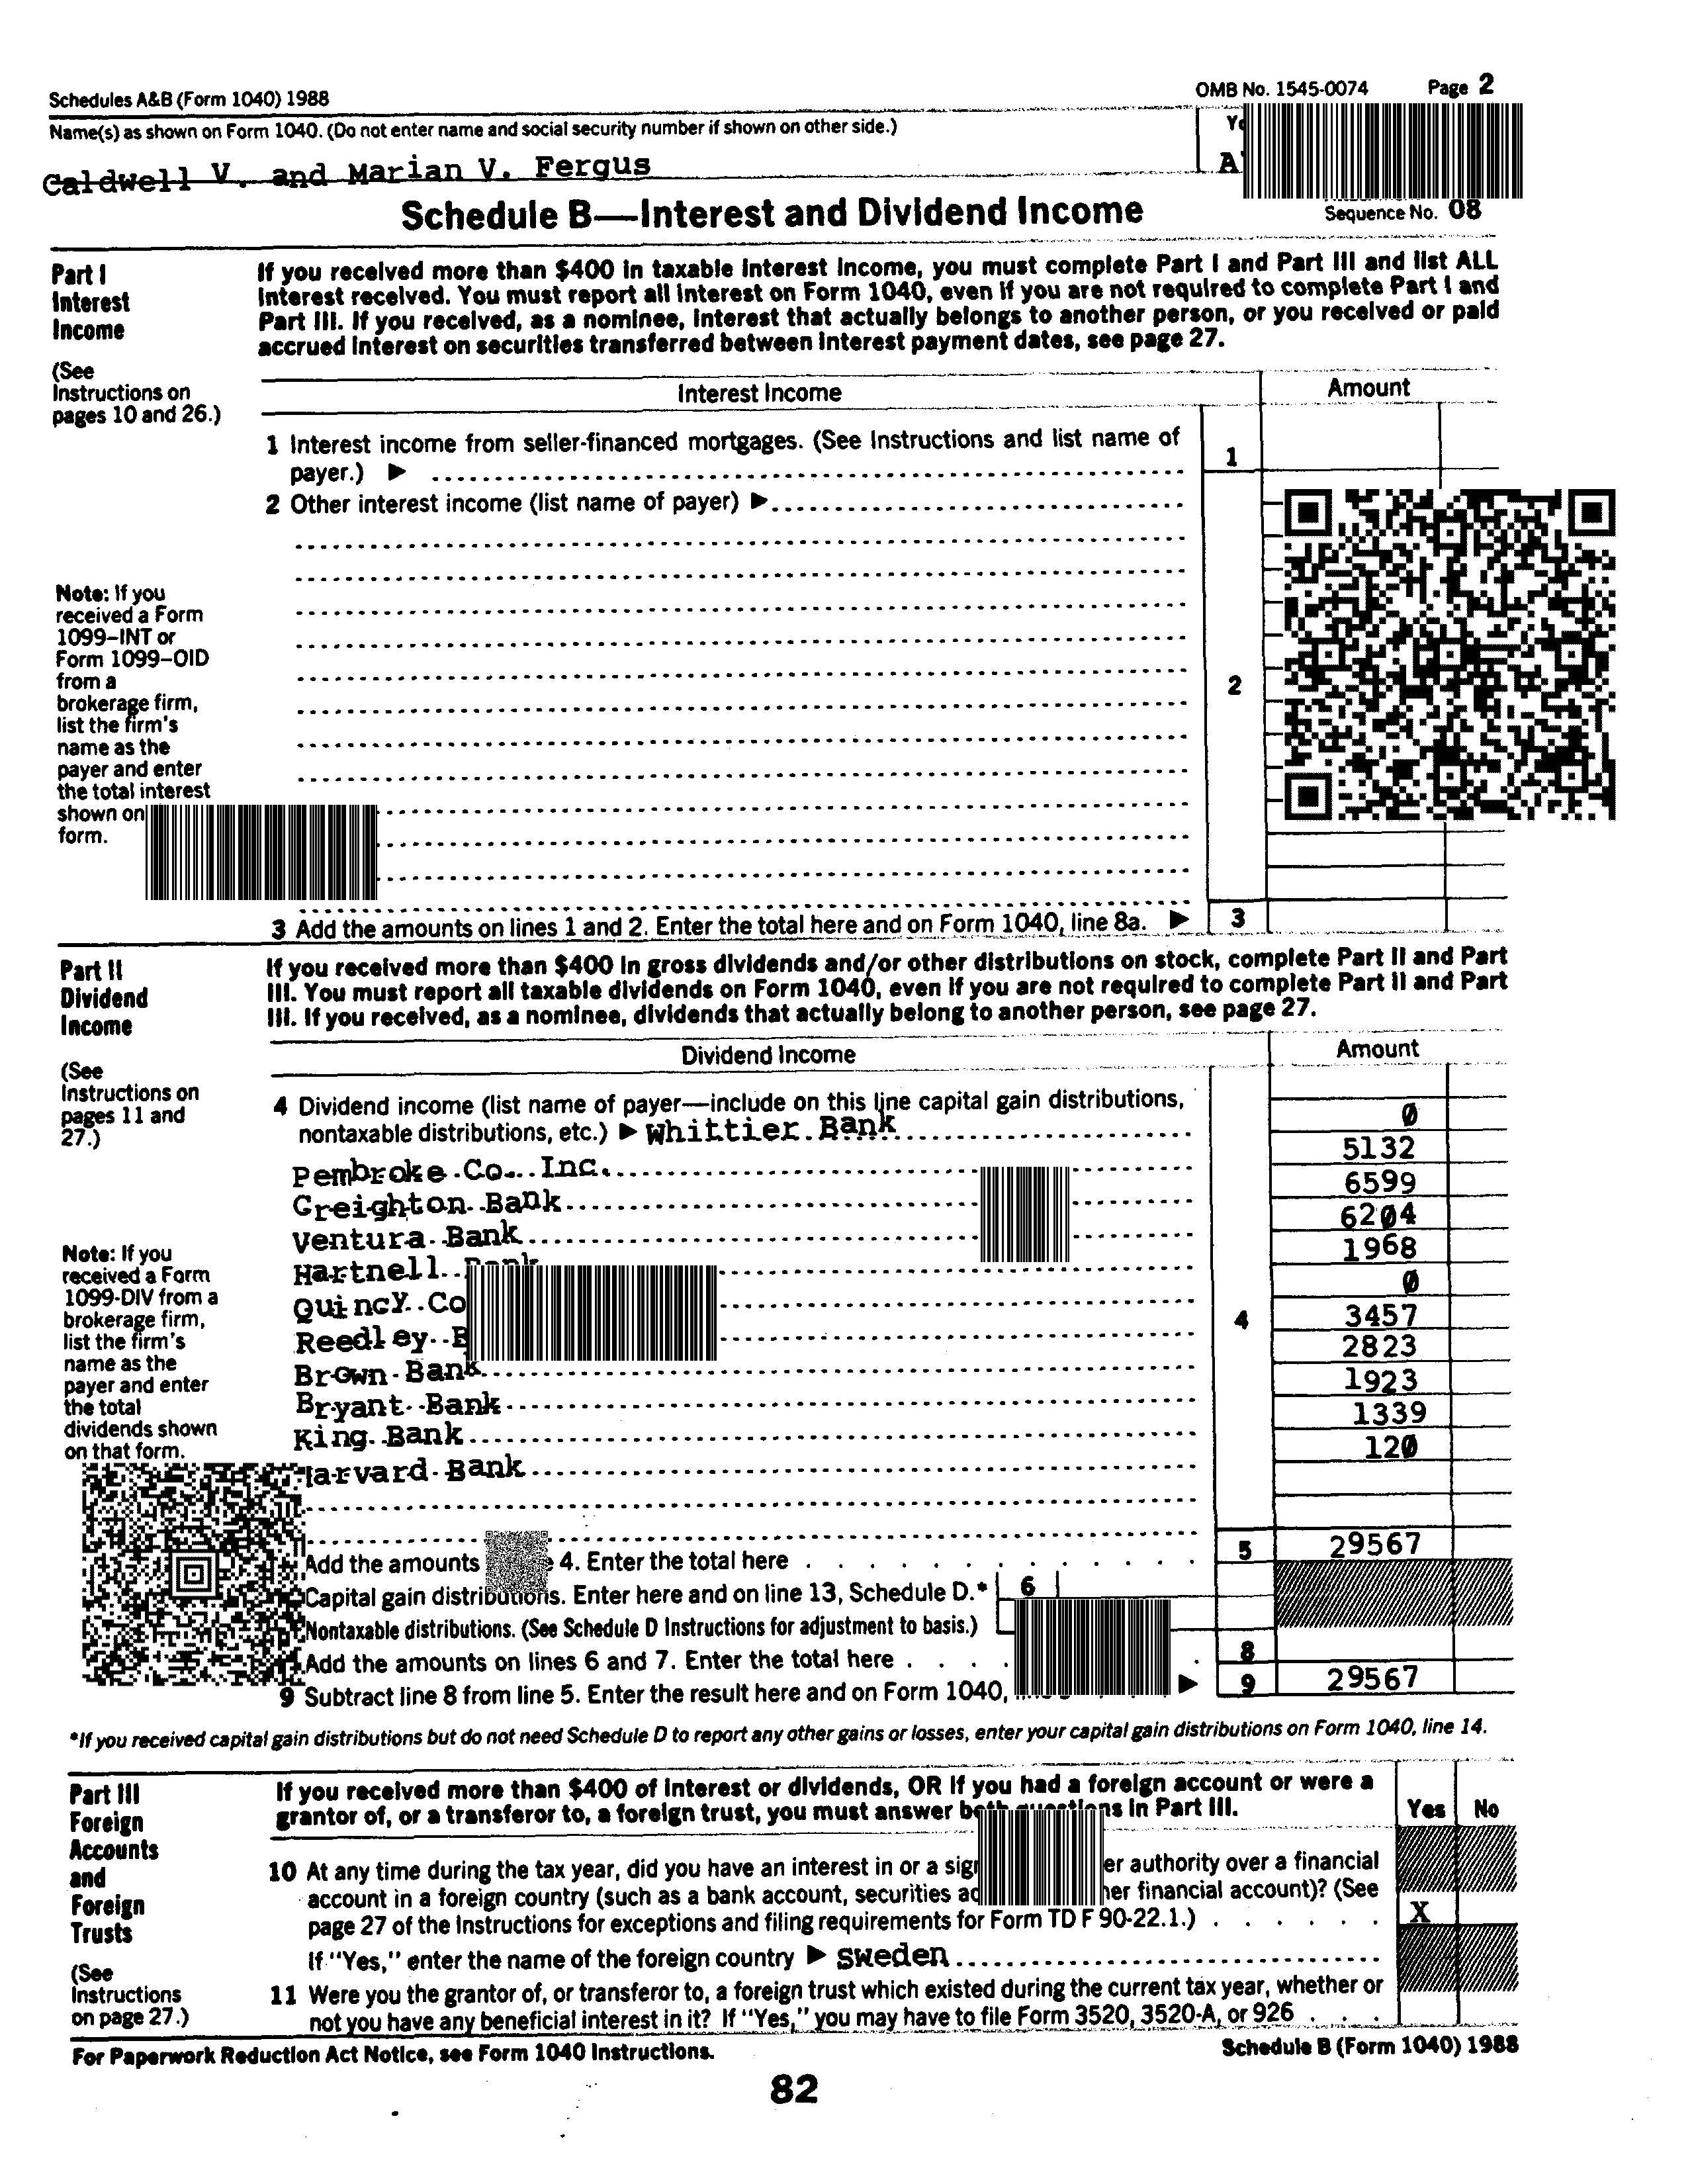 Schedules A&B (Form 1040) 1988
OMB No. 1545-0074 Page 2
Name(s) as shown on Form 1040. (Do not enter name and social security number if shown on other side.)
Caldwell V. and Marian V. Fergus
Schedule B—Interest and Dividend Income
Sequence No. 08
Part I
Interest
Income
(See
Instructions on
pages 10 and 26.)
If you received more than $400 in taxable interest income, you must complete Part I and Part III and list ALL
interest received. You must report all interest on Form 1040, even if you are not required to complete Part I and
Part III. If you received, as a nominee, interest that actually belongs to another person, or you received or paid
accrued interest on securities transferred between interest payment dates, see page 27.
Interest Income Amount
1 Interest income from seller-financed mortgages. (See Instructions and list name of
payer.) ▶ 1
2 Other interest income (list name of payer) ▶
2
Note: If you
received a Form
1099–INT or
Form 1099–OID
from a
brokerage firm,
list the firm's
name as the
payer and enter
the total interest
shown on
form.
3 Add the amounts on lines 1 and 2. Enter the total here and on Form 1040, line 8a. ▶ 3
Part II
Dividend
Income
(See
Instructions on
pages 11 and
27.)
If you received more than $400 in gross dividends and/or other distributions on stock, complete Part II and Part
III. You must report all taxable dividends on Form 1040, even if you are not required to complete Part II and Part
III. If you received, as a nominee, dividends that actually belong to another person, see page 27.
Dividend Income Amount
4 Dividend income (list name of payer—include on this line capital gain distributions,
nontaxable distributions, etc.) ▶ Whittier Bank 0
Pembroke Co. Inc. 5132
Creighton Bank 6599
Ventura Bank 6204
Hartnell Bank 1968
Quincy Co 0
Reedley 3457
Brown Bank 2823
Bryant Bank 1923
King Bank 1339
Harvard Bank 120
4
Note: If you
received a Form
1099-DIV from a
brokerage firm,
list the firm's
name as the
payer and enter
the total
dividends shown
on that form.
Add the amounts 4. Enter the total here 5 29567
Capital gain distributions. Enter here and on line 13, Schedule D.* 6
Nontaxable distributions. (See Schedule D Instructions for adjustment to basis.)
Add the amounts on lines 6 and 7. Enter the total here 8
9 Subtract line 8 from line 5. Enter the result here and on Form 1040, ▶ 9 29567
*If you received capital gain distributions but do not need Schedule D to report any other gains or losses, enter your capital gain distributions on Form 1040, line 14.
Part III
Foreign
Accounts
and
Foreign
Trusts
(See
Instructions
on page 27.)
If you received more than $400 of interest or dividends, OR if you had a foreign account or were a
grantor of, or a transferor to, a foreign trust, you must answer both questions in Part III.
Yes No
10 At any time during the tax year, did you have an interest in or a authority over a financial
account in a foreign country (such as a bank account, securities financial account)? (See
page 27 of the Instructions for exceptions and filing requirements for Form TD F 90-22.1.) X
If "Yes," enter the name of the foreign country ▶ Sweden
11 Were you the grantor of, or transferor to, a foreign trust which existed during the current tax year, whether or
not you have any beneficial interest in it? If "Yes," you may have to file Form 3520, 3520-A, or 926
For Paperwork Reduction Act Notice, see Form 1040 Instructions.
Schedule B (Form 1040) 1988
82